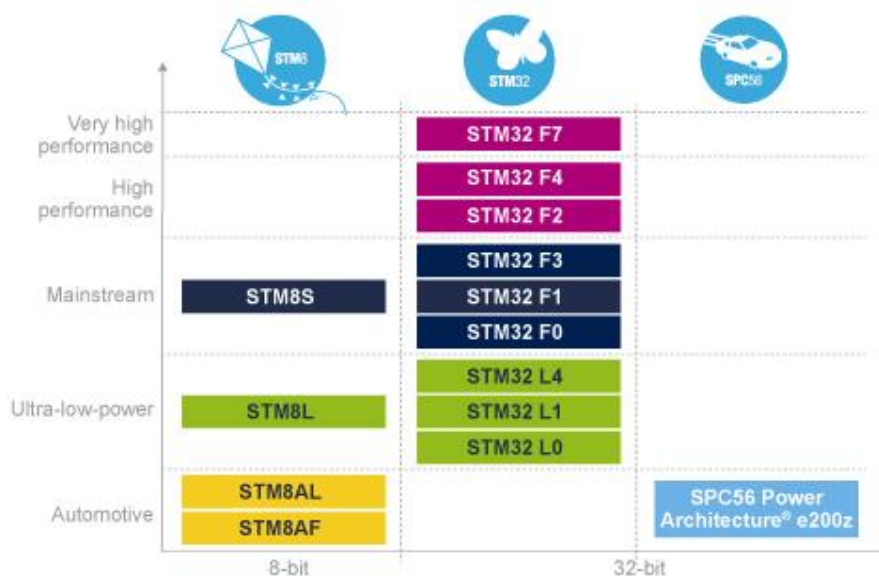 STM8
STM32
SPC56
Very high
performance
STM32 F7
High
performance
STM32 F4
STM32 F2
Mainstream
STM8S
STM32 F3
STM32 F1
STM32 F0
Ultra-low-power
STM8L
STM32 L4
STM32 L1
STM32 L0
Automotive
STM8AL
STM8AF
SPC56 Power
Architecture® e200z
8-bit
32-bit